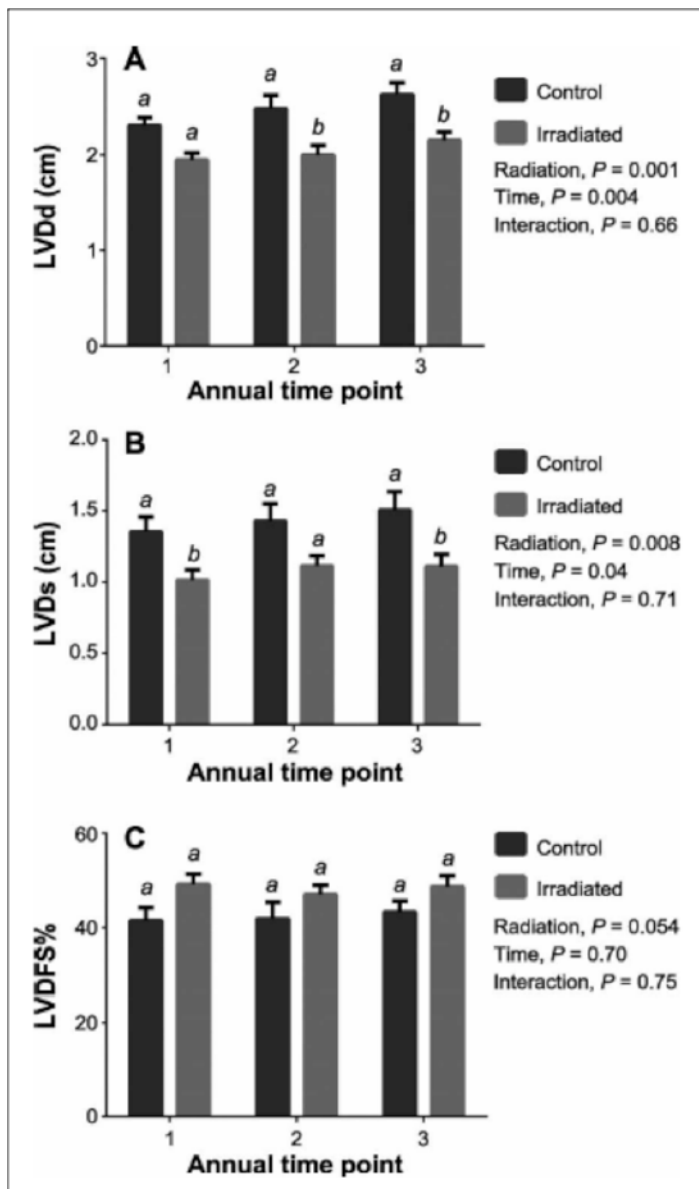 A
3
2
1
0
LVDd (cm)
a
a
a
b
a
b
1 2 3
Annual time point
Control
Irradiated
Radiation, P = 0.001
Time, P = 0.004
Interaction, P = 0.66
B
2.0
1.5
1.0
0.5
0.0
LVDs (cm)
a
b
a
a
a
b
1 2 3
Annual time point
Control
Irradiated
Radiation, P = 0.008
Time, P = 0.04
Interaction, P = 0.71
C
60
40
20
0
LVDFS%
a
a
a
a
a
a
1 2 3
Annual time point
Control
Irradiated
Radiation, P = 0.054
Time, P = 0.70
Interaction, P = 0.75